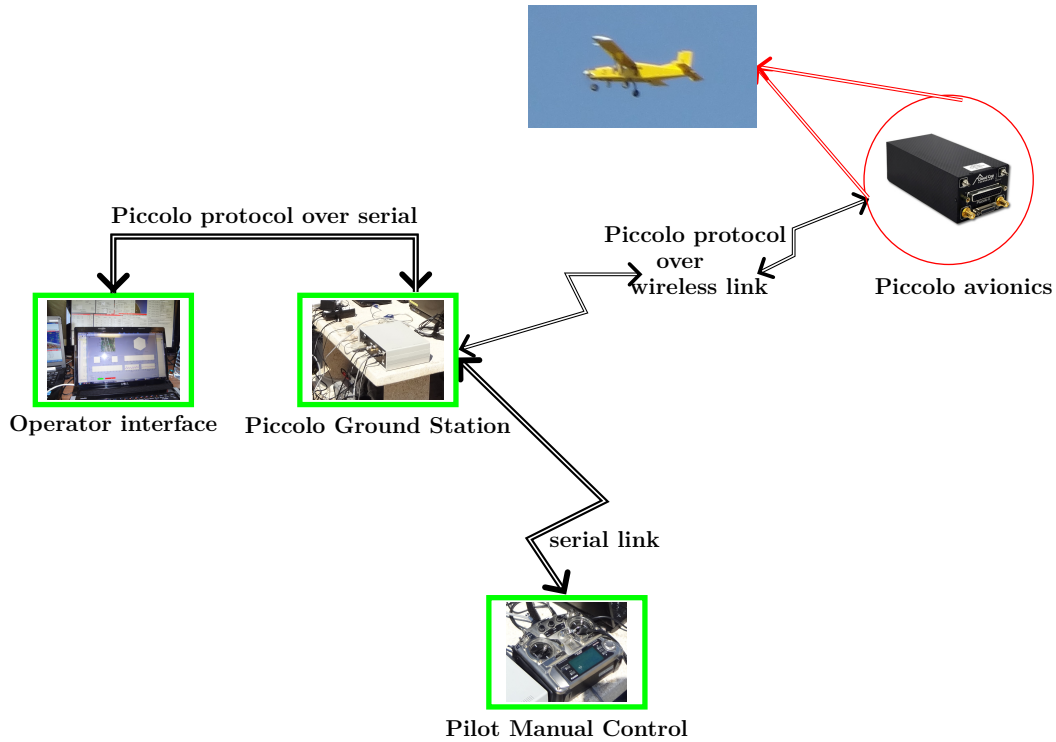 Piccolo protocol over serial
Piccolo protocol
over
wireless link
Piccolo avionics
Operator interface
Piccolo Ground Station
serial link
Pilot Manual Control